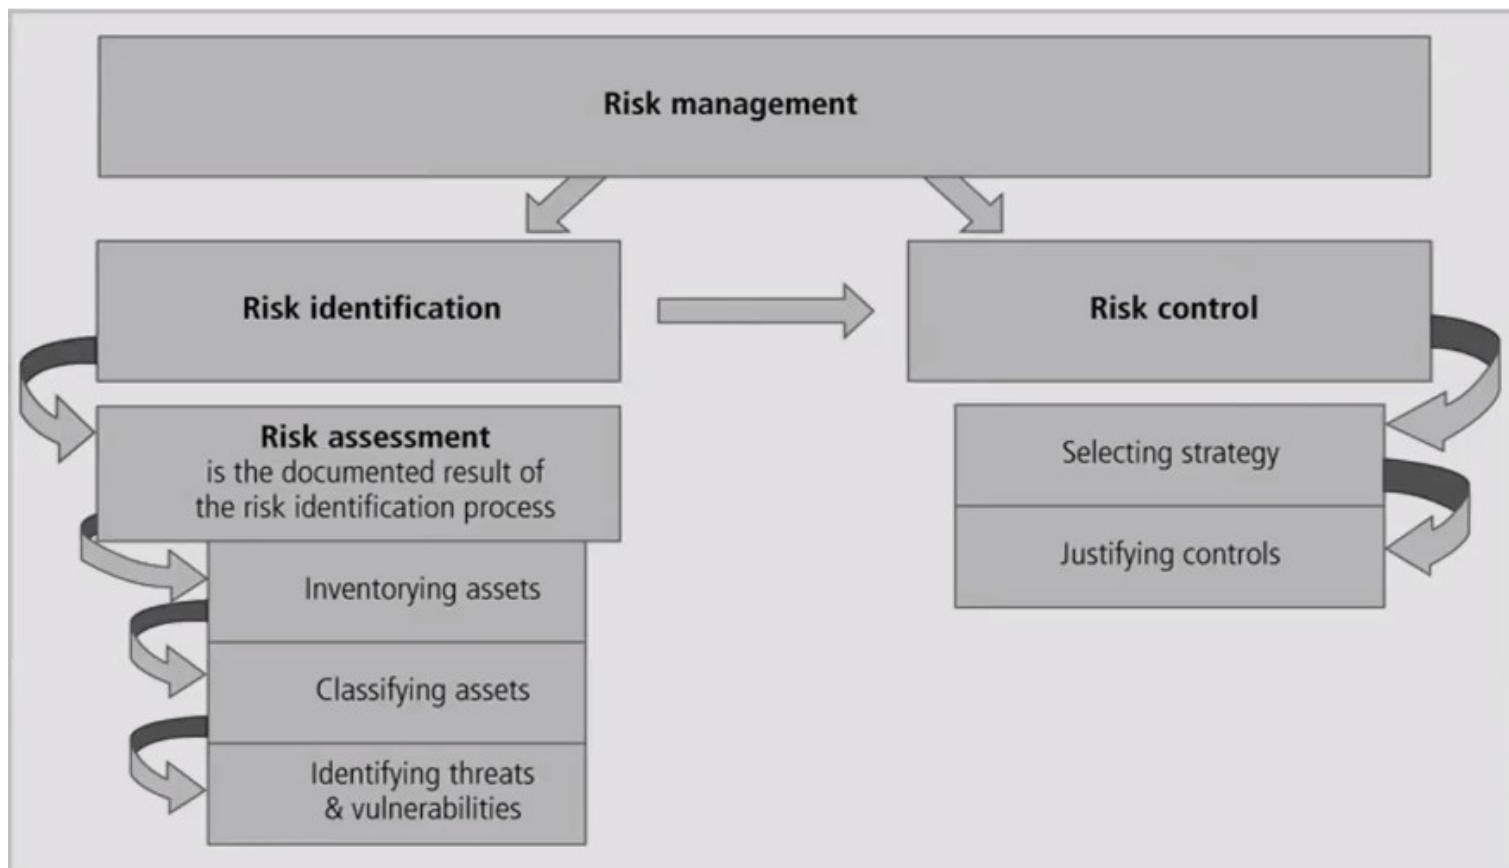 Risk management
Risk identification
Risk control
Risk assessment
is the documented result of
the risk identification process
Inventorying assets
Classifying assets
Identifying threats
& vulnerabilities
Selecting strategy
Justifying controls